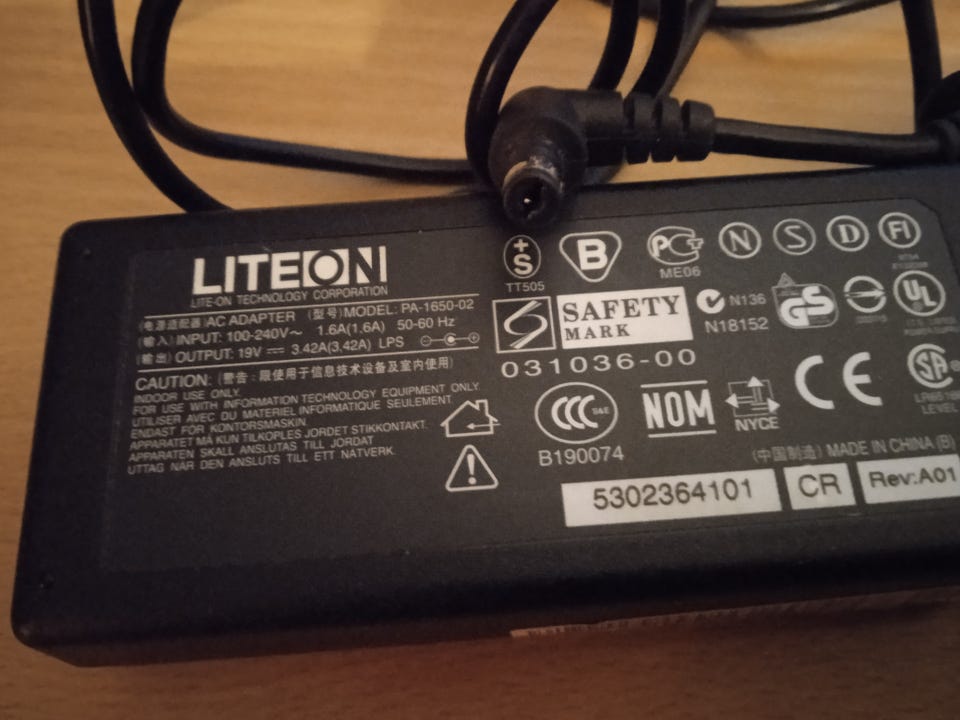 LITEON
LITE-ON TECHNOLOGY CORPORATION
(电源适配器) AC ADAPTER (型号) MODEL: PA-1650-02
(输入) INPUT: 100-240V~ 1.6A(1.6A) 50-60 Hz
(输出) OUTPUT: 19V 3.42A(3.42A) LPS
CAUTION: (警告: 限使用于信息技术设备及室内使用)
INDOOR USE ONLY.
FOR USE WITH INFORMATION TECHNOLOGY EQUIPMENT ONLY.
UTILISER AVEC DU MATERIEL INFORMATIQUE SEULEMENT.
ENDAST FOR KONTORSMASKIN.
APPARATET MÅ KUN TILKOPLES JORDET STIKKONTAKT.
APPARATEN SKALL ANSLUTAS TILL JORDAT
UTTAG NÄR DEN ANSLUTS TILL ETT NÄTVERK.
+S
TT505
B
PCT
ME06
N
S
D
FI
S
SAFETY
MARK
N136
N18152
GS
UL
031036-00
CCC
S&E
B190074
NOM
NYCE
CE
SA
LEVEL
(中国制造) MADE IN CHINA (B)
5302364101
CR
Rev:A01